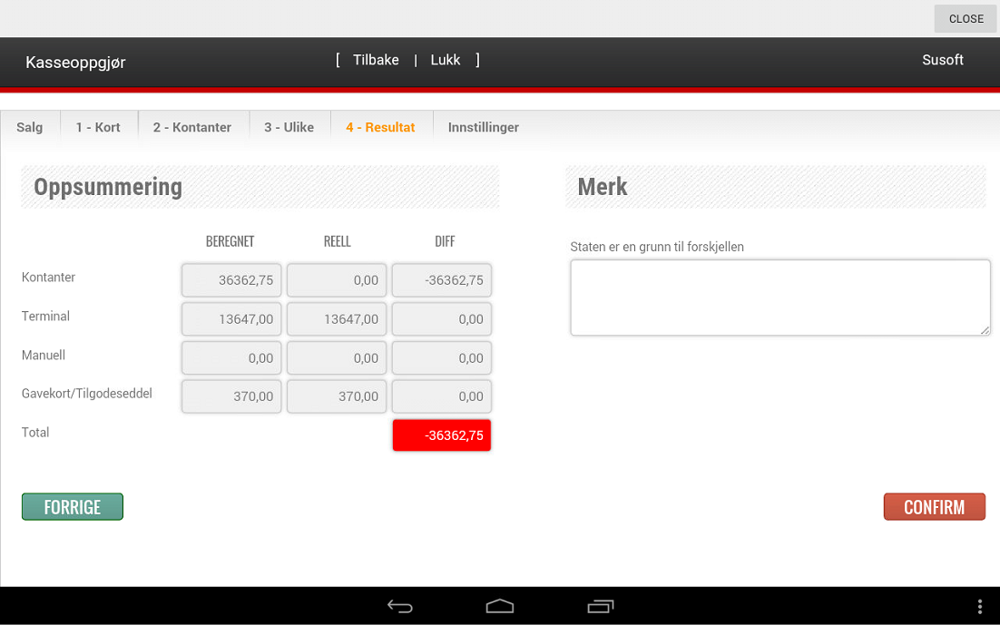 CLOSE
Kasseoppgjør [ Tilbake | Lukk ] Susoft
Salg 1 - Kort 2 - Kontanter 3 - Ulike 4 - Resultat Innstillinger
Oppsummering Merk
BEREGNET REELL DIFF
Staten er en grunn til forskjellen
Kontanter 36362,75 0,00 -36362,75
Terminal 13647,00 13647,00 0,00
Manuell 0,00 0,00 0,00
Gavekort/Tilgodeseddel 370,00 370,00 0,00
Total -36362,75
FORRIGE CONFIRM